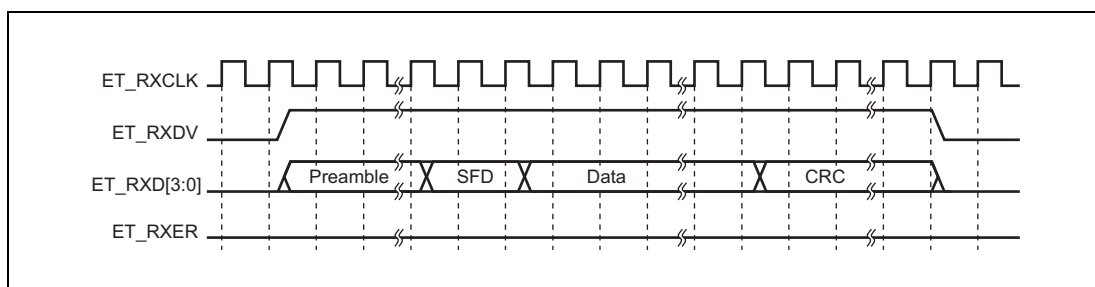 ET_RXCLK
ET_RXDV
ET_RXD[3:0] Preamble SFD Data CRC
ET_RXER